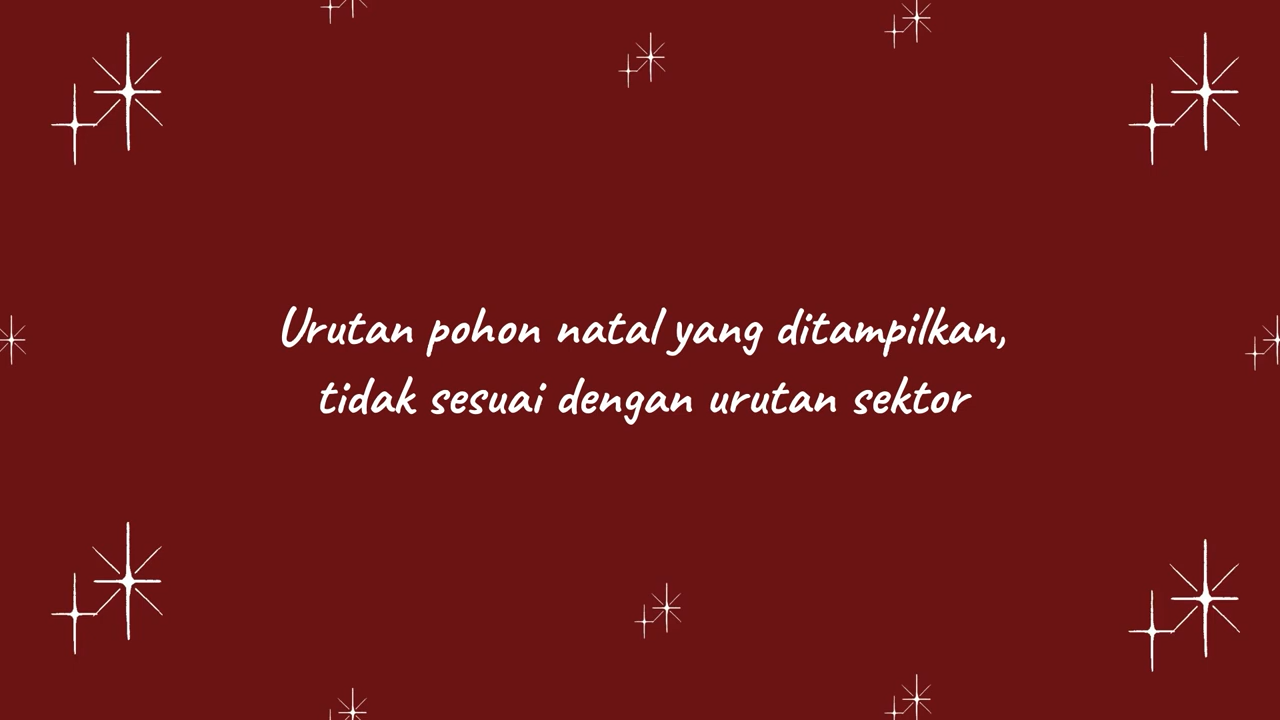 Urutan pohon natal yang ditampilkan,
tidak sesuai dengan urutan sektor